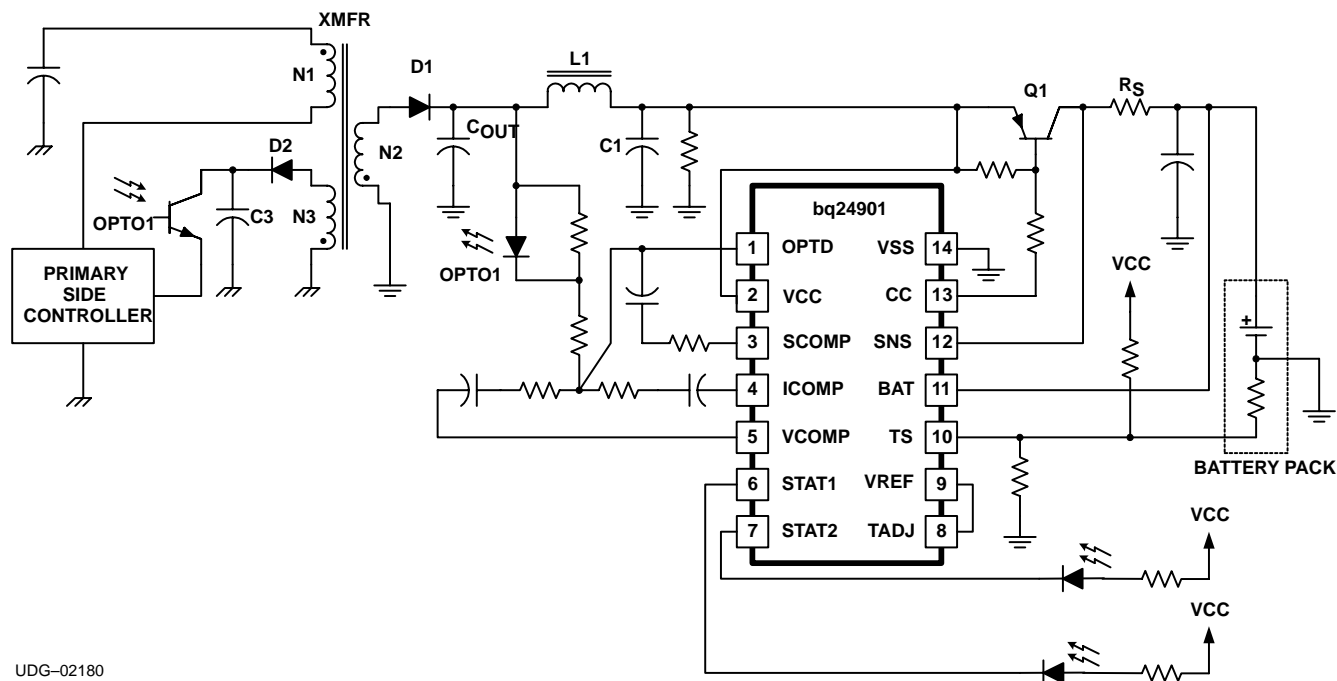 XMFR
N1
D1
L1
Q1
RS
COUT
C1
D2
N2
N3
C3
OPTO1
OPTO1
PRIMARY
SIDE
CONTROLLER
bq24901
1 OPTD
VSS 14
2 VCC
CC 13
3 SCOMP
SNS 12
4 ICOMP
BAT 11
5 VCOMP
TS 10
6 STAT1
VREF 9
7 STAT2
TADJ 8
VCC
+
BATTERY PACK
VCC
VCC
UDG–02180